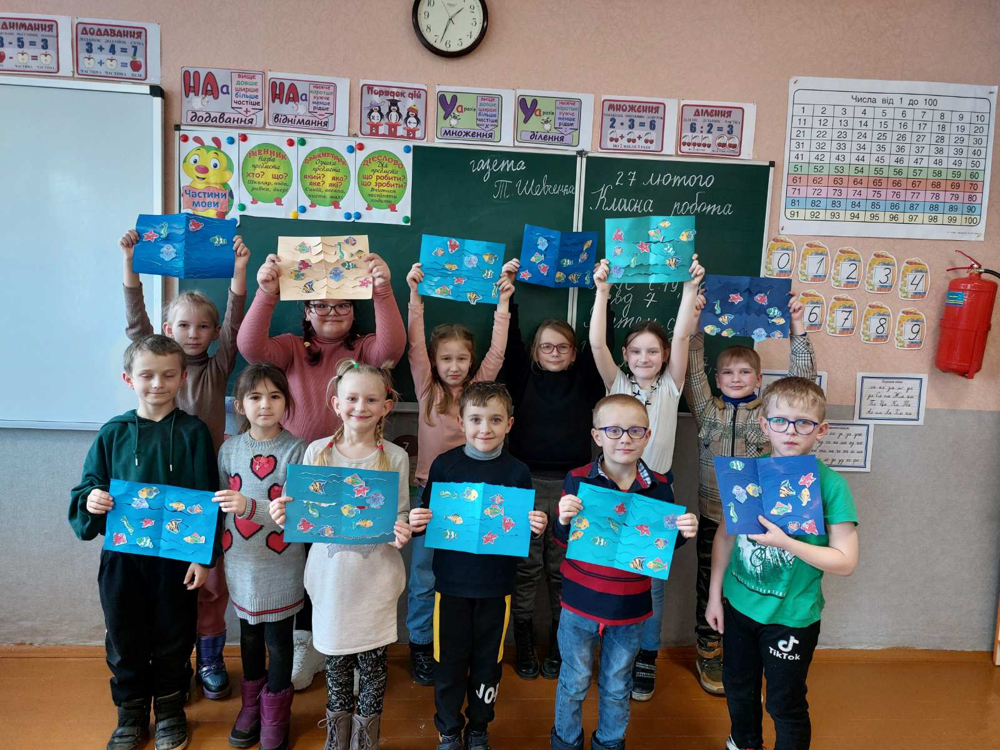 ДНІМАННЯ
8 - 5 = 3
ЧАСТИНА ЧАСТИНА
ДОДАВАННЯ
ДОДАНОК ДОДАНОК СУМА
3 + 4 = 7
ЧАСТИНА ЧАСТИНА ЦІЛЕ
НА а
вище
довше
ширше
більше
частіше
+
додавання
НА а
нижче
коротше
вужче
менше
рідше
−
віднімання
Порядок дій
2 1 3
У а разів
вище
довше
ширше
більше
частіше
×
множення
У а разів
нижче
коротше
вужче
менше
рідше
:
ділення
МНОЖЕННЯ
МНОЖНИК МНОЖНИК ДОБУТОК
2 · 3 = 6
ПО 2 ВЗЯЛИ 3 РАЗИ
ДІЛЕННЯ
ДІЛЕНЕ ДІЛЬНИК ЧАСТКА
6 : 2 = 3
Частини
мови
ІМЕННИК
Назва
предмета
хто? що?
Школяр, вода,
рибка, двері
ПРИКМЕТНИК
Ознака
предмета
який? яка?
яке? які?
Синій, весела,
чисте, малі
ДІЄСЛОВО
Дія
предмета
що робити?
що зробити?
Вчитися
заспівати
ходити
газета
Т. Шевченка
27 лютого
Класна робота
Числа від 1 до 100
1 2 3 4 5 6 7 8 9 10
11 12 13 14 15 16 17 18 19 20
21 22 23 24 25 26 27 28 29 30
31 32 33 34 35 36 37 38 39 40
41 42 43 44 45 46 47 48 49 50
51 52 53 54 55 56 57 58 59 60
61 62 63 64 65 66 67 68 69 70
71 72 73 74 75 76 77 78 79 80
81 82 83 84 85 86 87 88 89 90
91 92 93 94 95 96 97 98 99 100
0 1 2 3 4
6 7 8 9
TikTok